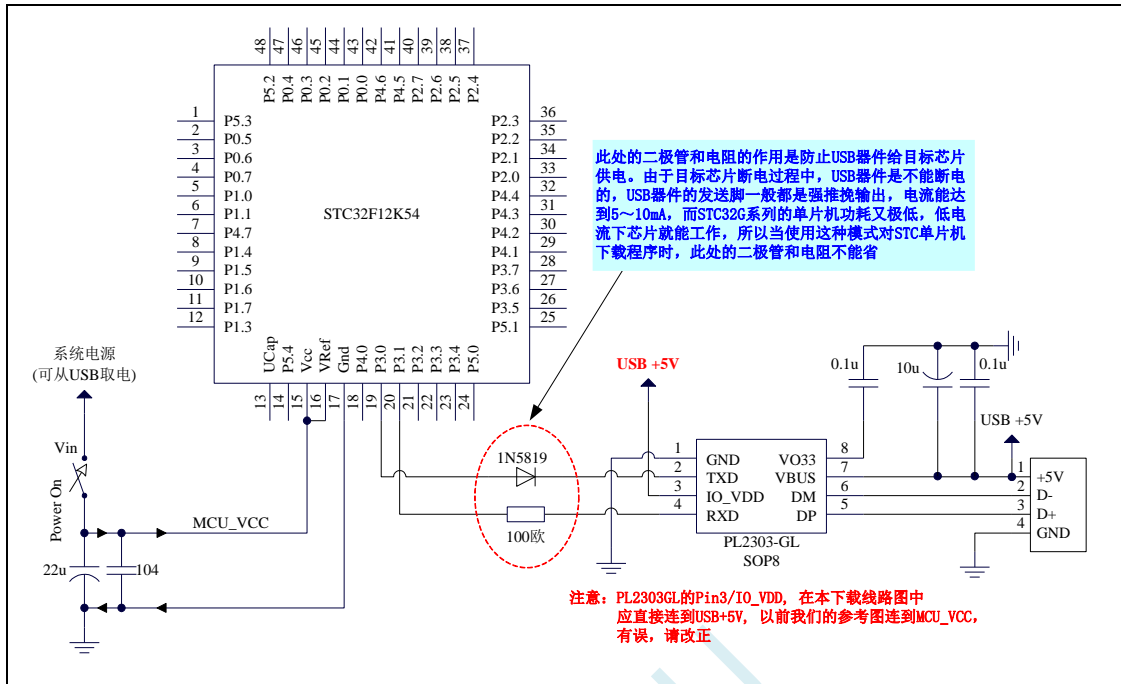 48 47 46 45 44 43 42 41 40 39 38 37
P5.2 P0.4 P0.3 P0.2 P0.1 P0.0 P4.6 P4.5 P2.7 P2.6 P2.5 P2.4
1 P5.3
2 P0.5
3 P0.6
4 P0.7
5 P1.0
6 P1.1
7 P4.7
8 P1.4
9 P1.5
10 P1.6
11 P1.7
12 P1.3
STC32F12K54
P2.3 36
P2.2 35
P2.1 34
P2.0 33
P4.4 32
P4.3 31
P4.2 30
P4.1 29
P3.7 28
P3.6 27
P3.5 26
P5.1 25
UCap P5.4 Vcc VRef Gnd P4.0 P3.0 P3.1 P3.2 P3.3 P3.4 P5.0
13 14 15 16 17 18 19 20 21 22 23 24
此处的二极管和电阻的作用是防止USB器件给目标芯片
供电。由于目标芯片断电过程中，USB器件是不能断电
的，USB器件的发送脚一般都是强推挽输出，电流能达
到5～10mA，而STC32G系列的单片机功耗又极低，低电
流下芯片就能工作，所以当使用这种模式对STC单片机
下载程序时，此处的二极管和电阻不能省
系统电源
(可从USB取电)
Vin
Power On
MCU_VCC
22u
104
1N5819
100欧
USB +5V
1 GND
2 TXD
3 IO_VDD
4 RXD
VO33 8
VBUS 7
DM 6
DP 5
PL2303-GL
SOP8
0.1u
10u
0.1u
USB +5V
1 +5V
2 D-
3 D+
4 GND
注意：PL2303GL的Pin3/IO_VDD, 在本下载线路图中
应直接连到USB+5V, 以前我们的参考图连到MCU_VCC,
有误, 请改正